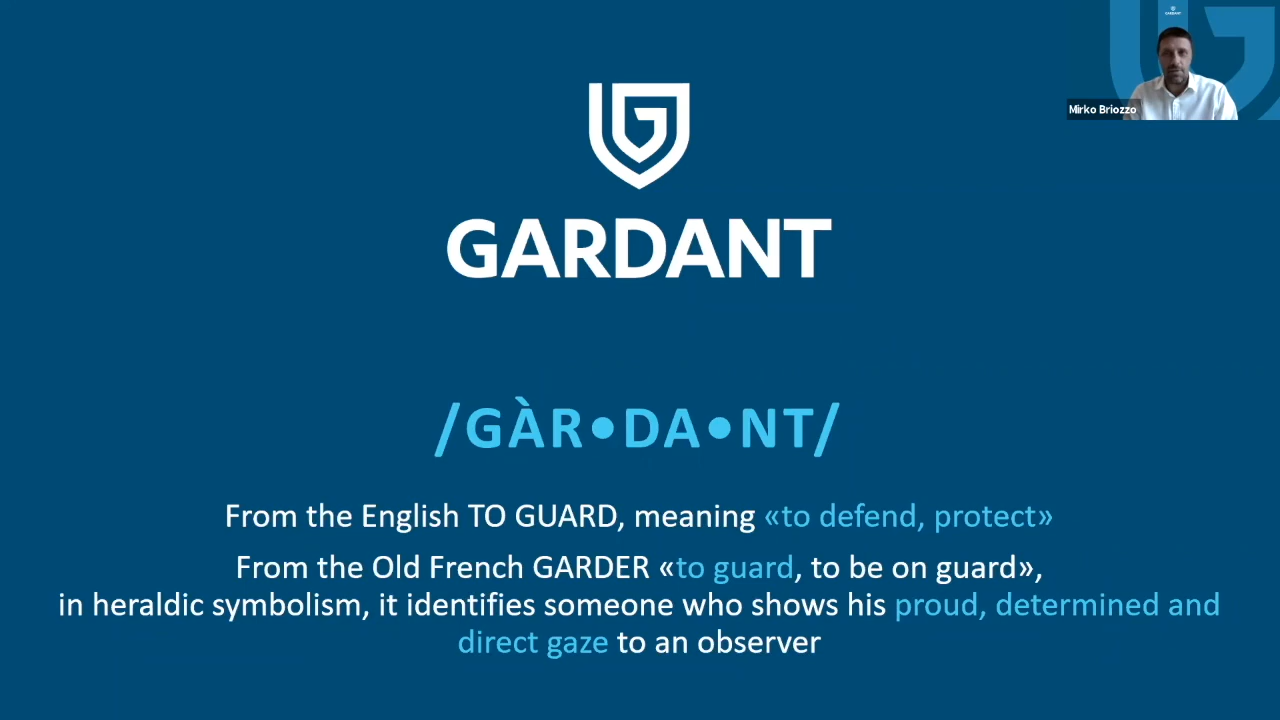 GARDANT
Mirko Briozzo
GARDANT
/GÀR•DA•NT/
From the English TO GUARD, meaning «to defend, protect»
From the Old French GARDER «to guard, to be on guard»,
in heraldic symbolism, it identifies someone who shows his proud, determined and
direct gaze to an observer